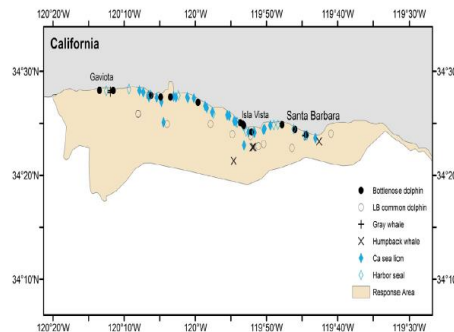 120°20'W 120°10'W 120°W 119°50'W 119°40'W 119°30'W
California
34°30'N 34°30'N
Gaviota
Isla Vista Santa Barbara
34°20'N 34°20'N
Bottlenose dolphin
LB common dolphin
Gray whale
Humpback whale
Ca sea lion
Harbor seal
Response Area
34°10'N 34°10'N
120°20'W 120°10'W 120°W 119°50'W 119°40'W 119°30'W